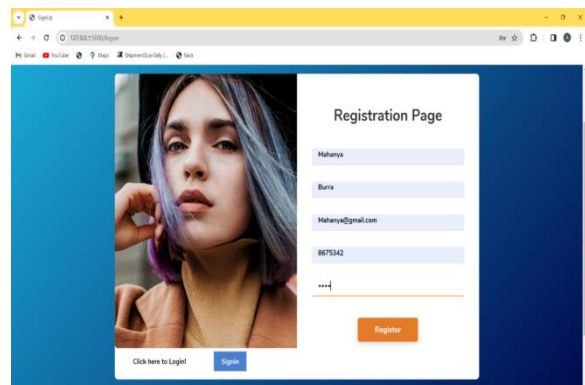 SignUp
127.0.0.1:5000/logon
Gmail
YouTube
Maps
Back
Registration Page
Mahanya
Burra
Mahanya@gmail.com
8675342
Register
Click here to Login!
Signin